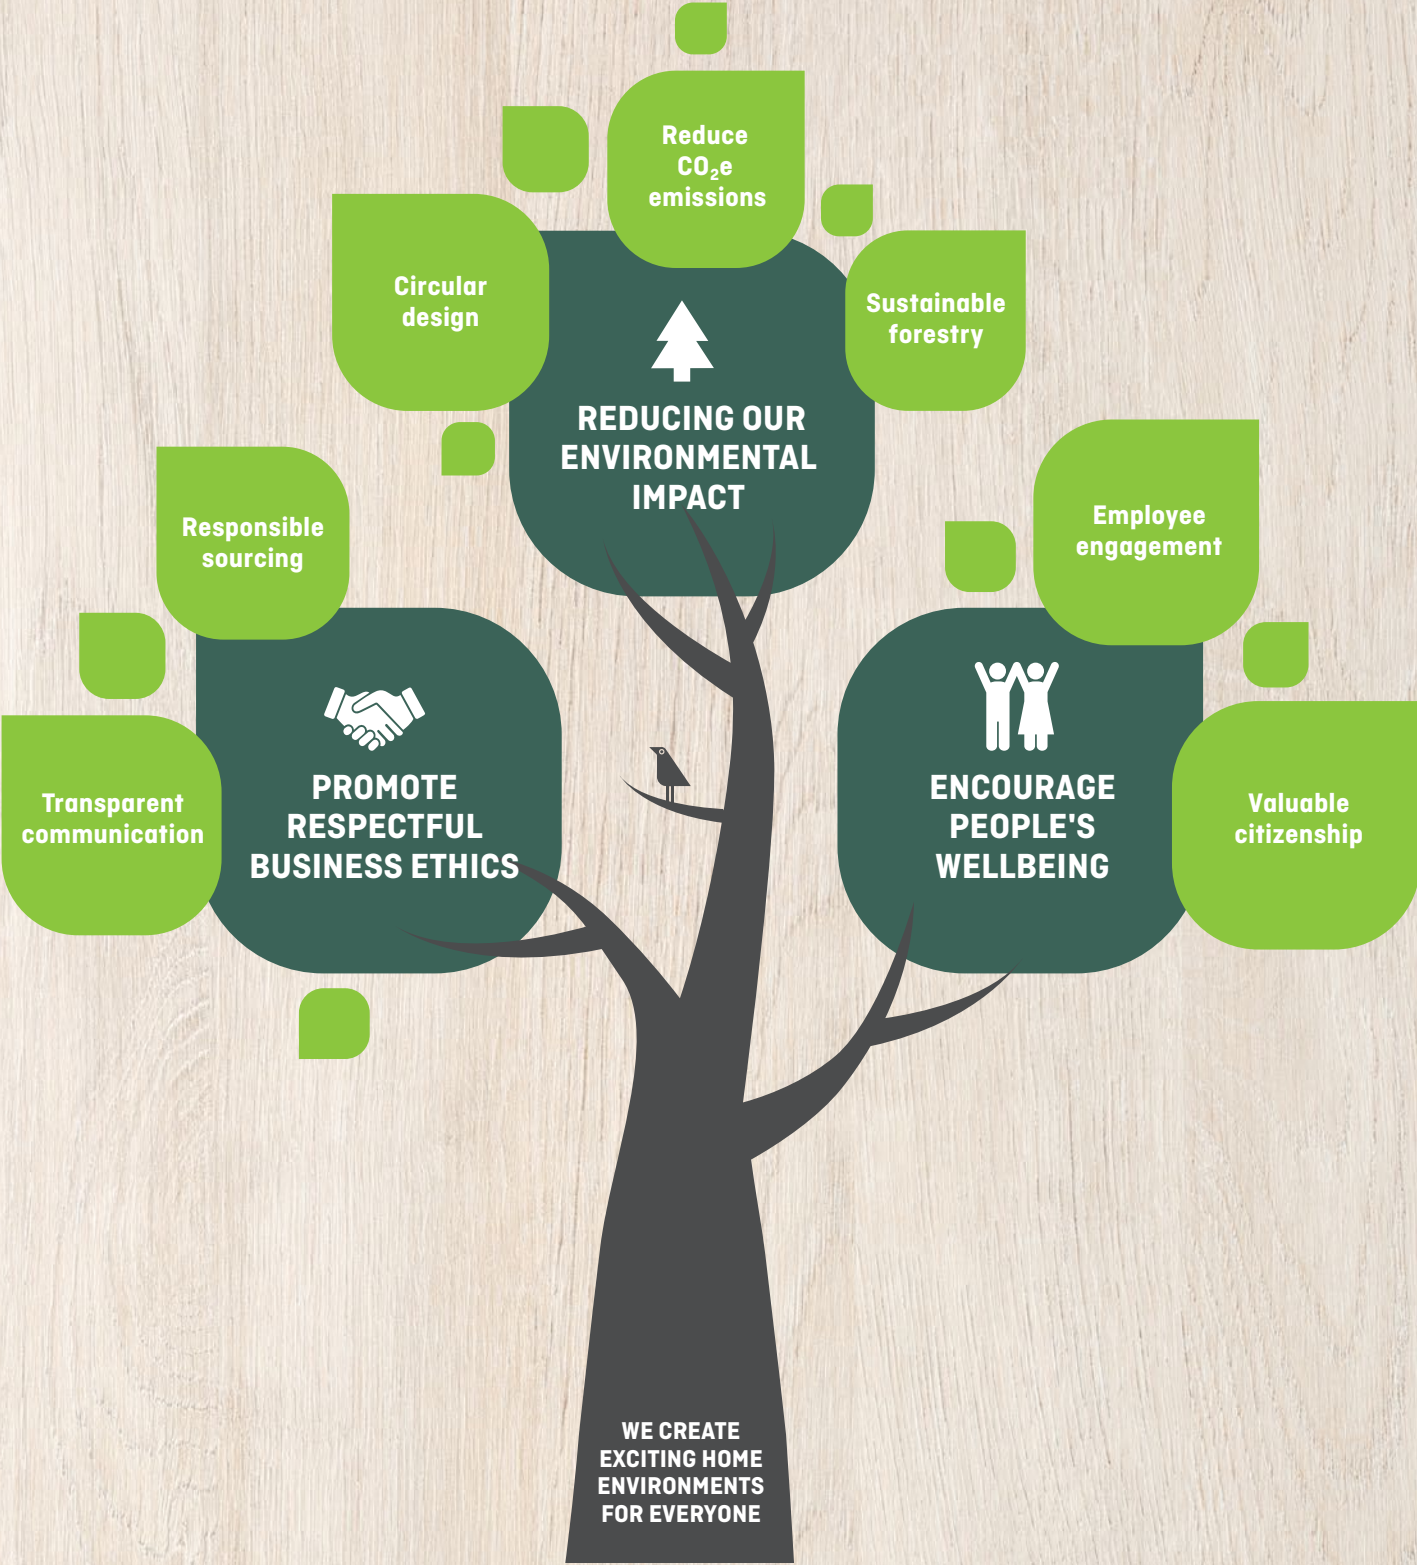 Reduce
CO₂e
emissions
Circular
design
Sustainable
forestry
REDUCING OUR
ENVIRONMENTAL
IMPACT
Responsible
sourcing
Employee
engagement
Transparent
communication
PROMOTE
RESPECTFUL
BUSINESS ETHICS
ENCOURAGE
PEOPLE'S
WELLBEING
Valuable
citizenship
WE CREATE
EXCITING HOME
ENVIRONMENTS
FOR EVERYONE